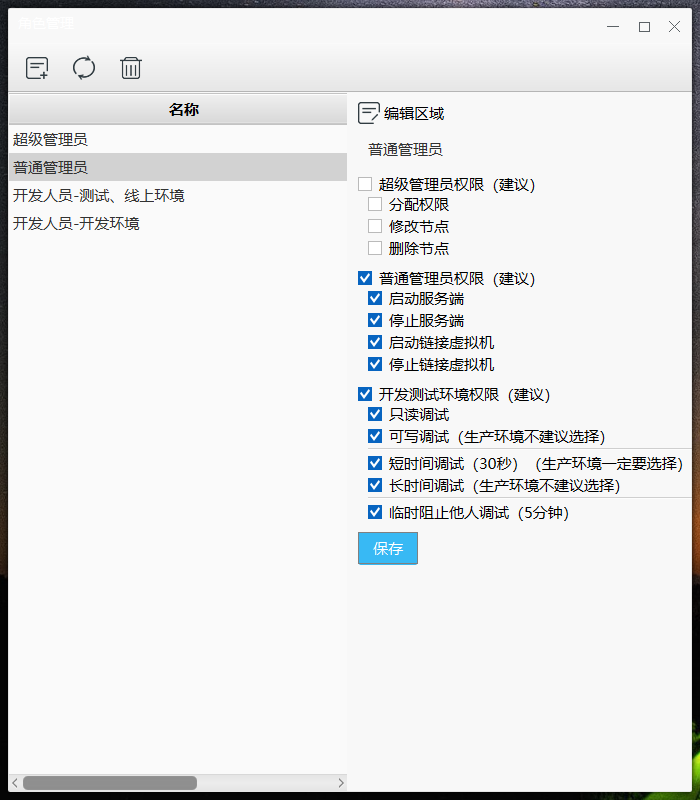 角色管理
名称
超级管理员
普通管理员
开发人员-测试、线上环境
开发人员-开发环境
编辑区域
普通管理员
超级管理员权限（建议）
分配权限
修改节点
删除节点
普通管理员权限（建议）
启动服务端
停止服务端
启动链接虚拟机
停止链接虚拟机
开发测试环境权限（建议）
只读调试
可写调试（生产环境不建议选择）
短时间调试（30秒）（生产环境一定要选择）
长时间调试（生产环境不建议选择）
临时阻止他人调试（5分钟）
保存